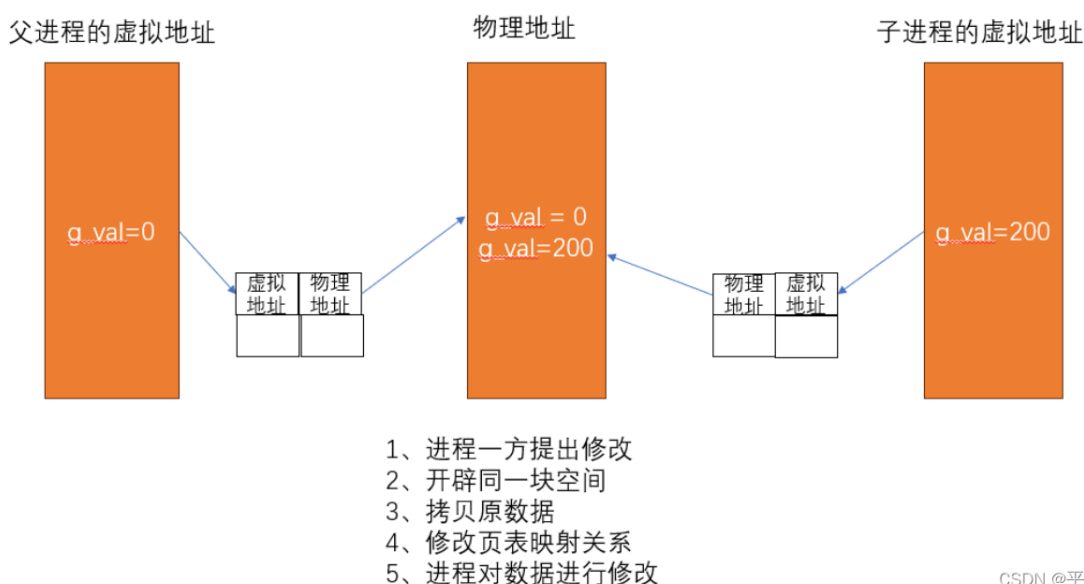 父进程的虚拟地址
物理地址
子进程的虚拟地址
g_val=0
g_val = 0
g_val=200
g_val=200
虚拟
地址
物理
地址
物理
地址
虚拟
地址
1、进程一方提出修改
2、开辟同一块空间
3、拷贝原数据
4、修改页表映射关系
5、进程对数据进行修改
CSDN @平